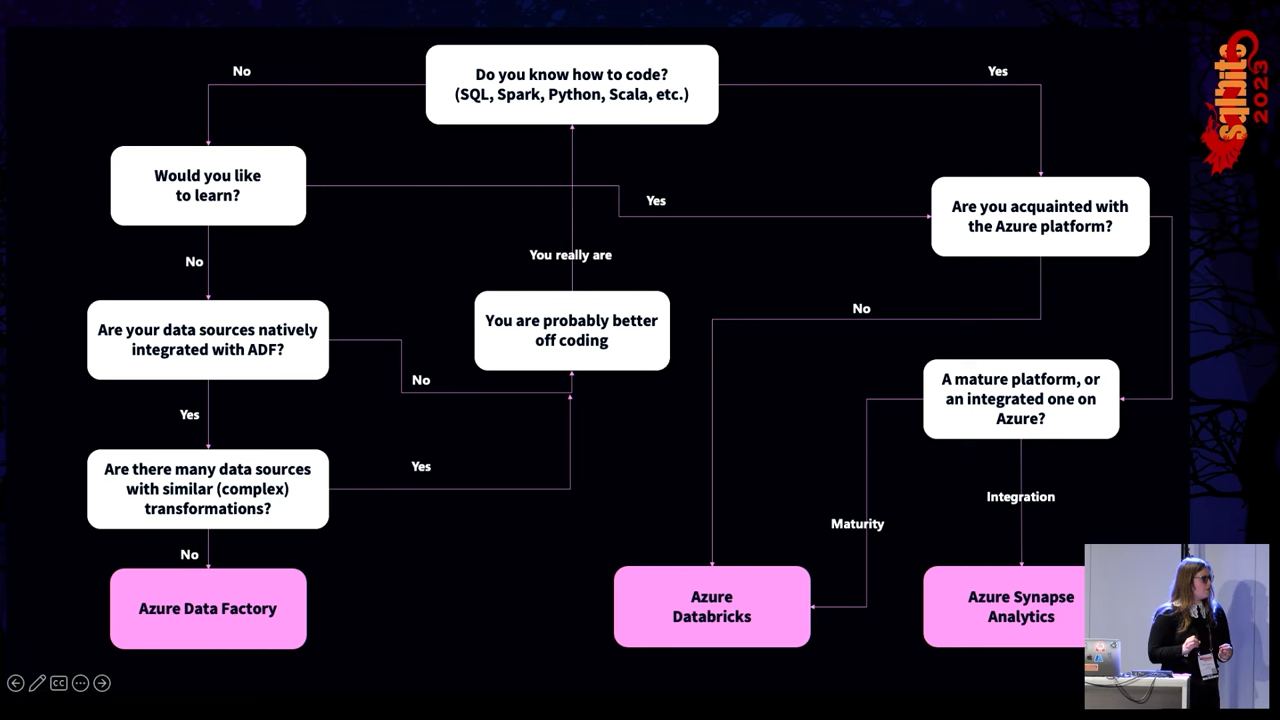 Do you know how to code?
(SQL, Spark, Python, Scala, etc.)
No
Yes
sqlbits
2023
Would you like
to learn?
Yes
Are you acquainted with
the Azure platform?
No
You really are
Are your data sources natively
integrated with ADF?
You are probably better
off coding
No
No
A mature platform, or
an integrated one on
Azure?
Yes
Are there many data sources
with similar (complex)
transformations?
Yes
Integration
Maturity
No
Azure Data Factory
Azure
Databricks
Azure Synapse
Analytics
CC